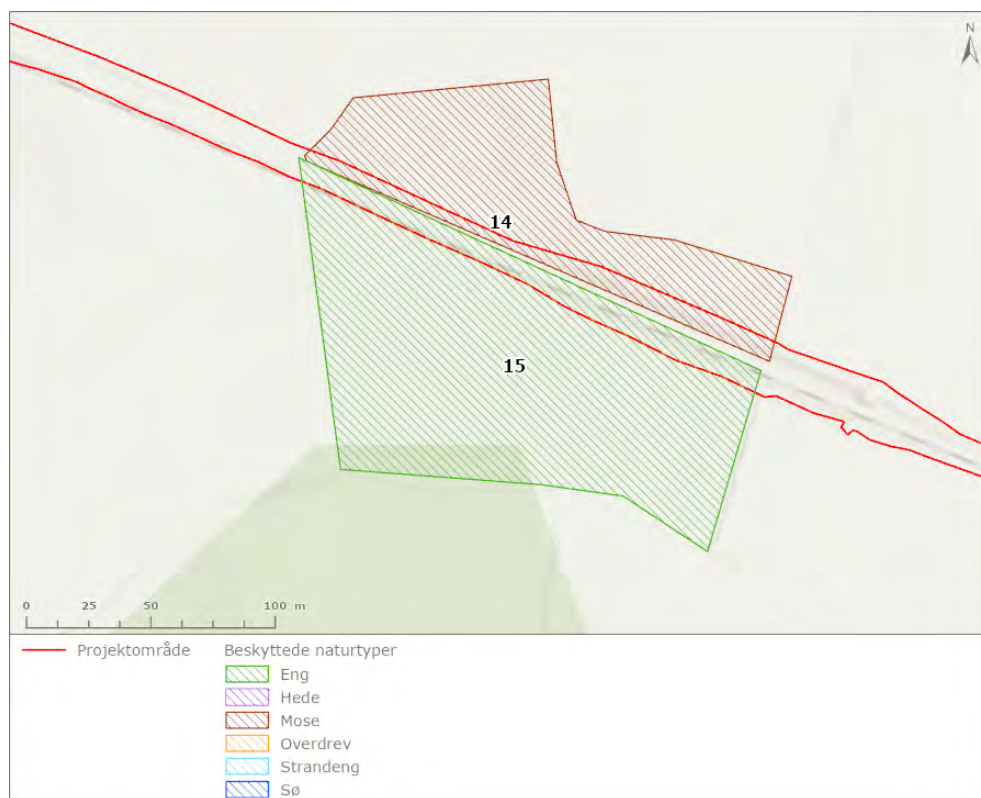 N
14
15
0 25 50 100 m
Projektområde
Beskyttede naturtyper
Eng
Hede
Mose
Overdrev
Strandeng
Sø